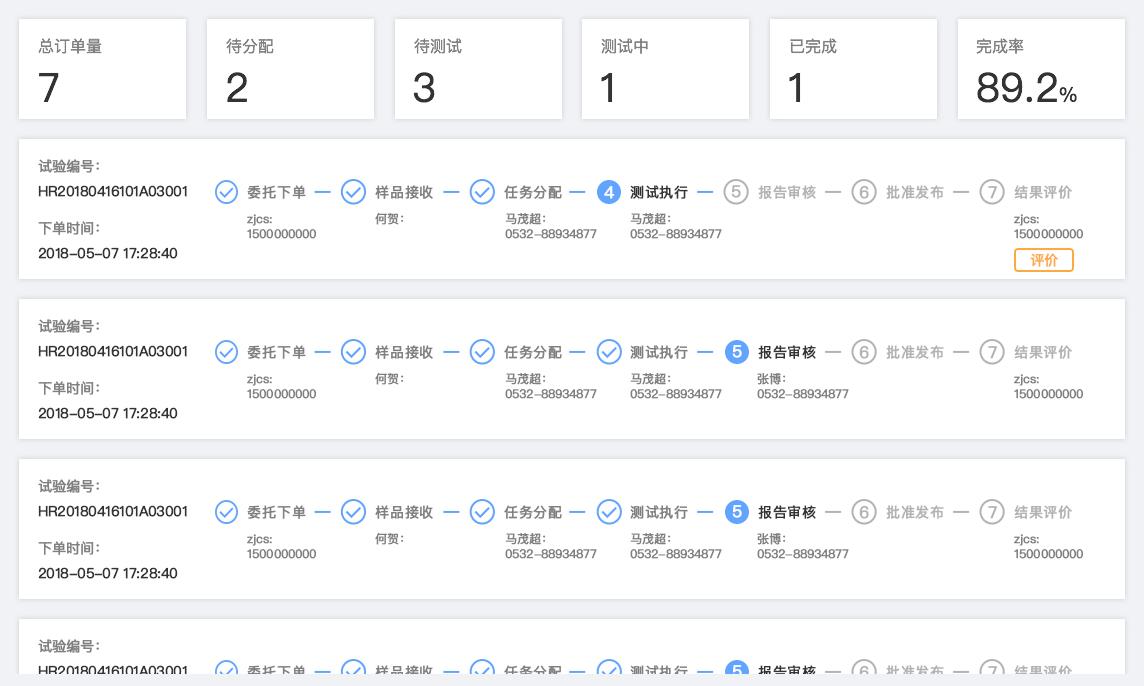 总订单量
7
待分配
2
待测试
3
测试中
1
已完成
1
完成率
89.2%
试验编号：
HR20180416101A03001
下单时间：
2018-05-07 17:28:40
委托下单
zjcs:
1500000000
样品接收
何贺：
任务分配
马茂超：
0532-88934877
4 测试执行
马茂超：
0532-88934877
5 报告审核
6 批准发布
7 结果评价
zjcs:
1500000000
评价
试验编号：
HR20180416101A03001
下单时间：
2018-05-07 17:28:40
委托下单
zjcs:
1500000000
样品接收
何贺：
任务分配
马茂超：
0532-88934877
测试执行
马茂超：
0532-88934877
5 报告审核
张博：
0532-88934877
6 批准发布
7 结果评价
zjcs:
1500000000
试验编号：
HR20180416101A03001
下单时间：
2018-05-07 17:28:40
委托下单
zjcs:
1500000000
样品接收
何贺：
任务分配
马茂超：
0532-88934877
测试执行
马茂超：
0532-88934877
5 报告审核
张博：
0532-88934877
6 批准发布
7 结果评价
zjcs:
1500000000
试验编号：
HR20180416101A03001
委托下单
样品接收
任务分配
测试执行
5 报告审核
6 批准发布
7 结果评价